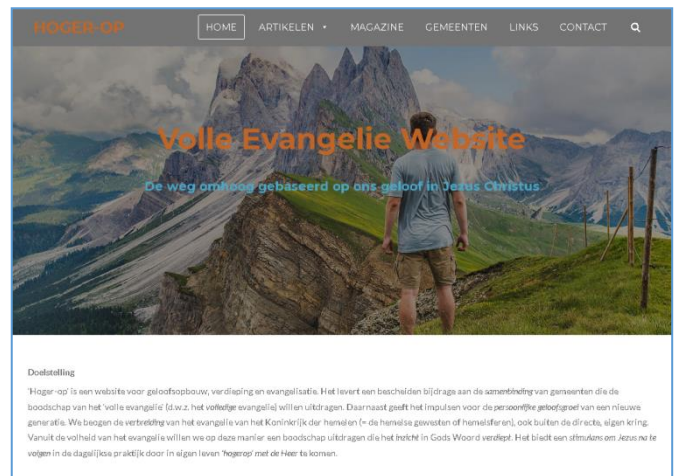 HOGER-OP HOME ARTIKELEN MAGAZINE GEMEENTEN LINKS CONTACT
Volle Evangelie Website
De weg omhoog gebaseerd op ons geloof in Jezus Christus
Doelstelling
'Hoger-op' is een website voor geloofsopbouw, verdieping en evangelisatie. Het levert een bescheiden bijdrage aan de samenbinding van gemeenten die de
boodschap van het 'volle evangelie' (d.w.z. het volledige evangelie) willen uitdragen. Daarnaast geeft het impulsen voor de persoonlijke geloofsgroei van een nieuwe
generatie. We beogen de verbreiding van het evangelie van het Koninkrijk der hemelen (= de hemelse gewesten of hemelsferen), ook buiten de directe, eigen kring.
Vanuit de volheid van het evangelie willen we op deze manier een boodschap uitdragen die het inzicht in Gods Woord verdiept. Het biedt een stimulans om Jezus na te
volgen in de dagelijkse praktijk door in eigen leven 'hogerop' met de Heer te komen.